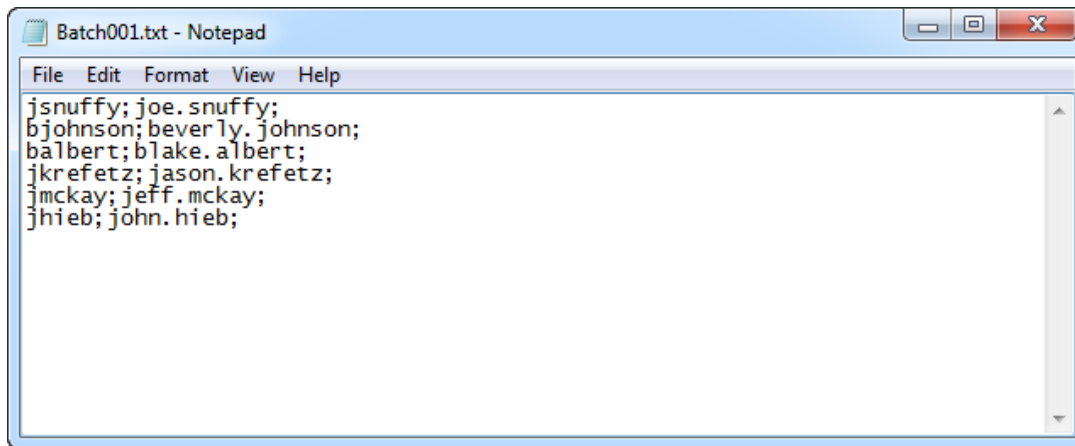 Batch001.txt - Notepad
File Edit Format View Help
jsnuffy;joe.snuffy;
bjohnson;beverly.johnson;
balbert;blake.albert;
jkrefetz;jason.krefetz;
jmckay;jeff.mckay;
jhieb;john.hieb;